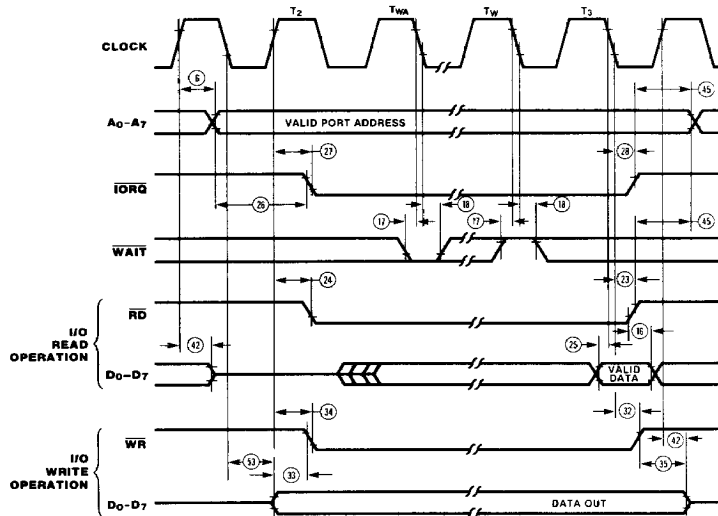 T2 TWA TW T3
CLOCK
6 45
A0–A7 VALID PORT ADDRESS
27 28
IORQ
26 17 18 17 18 45
WAIT
24 23
RD
I/O
READ
OPERATION
42 25 16
D0–D7 VALID
DATA
34 32
WR
42
I/O
WRITE
OPERATION
53 33 35
D0–D7 DATA OUT